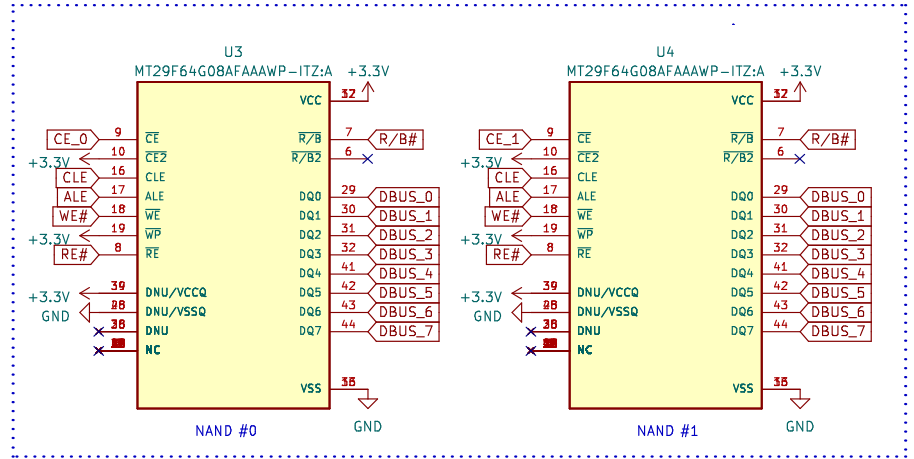 U3
MT29F64G08AFAAAWP-ITZ:A
+3.3V
VCC
CE_0 9 CE R/B 7 R/B#
+3.3V 10 CE2 R/B2 6
CLE 16 CLE
ALE 17 ALE DQ0 29 DBUS_0
WE# 18 WE DQ1 30 DBUS_1
+3.3V 19 WP DQ2 31 DBUS_2
RE# 8 RE DQ3 32 DBUS_3
DQ4 41 DBUS_4
+3.3V DNU/VCCQ DQ5 42 DBUS_5
GND DNU/VSSQ DQ6 43 DBUS_6
DNU DQ7 44 DBUS_7
NC
VSS
GND
NAND #0
U4
MT29F64G08AFAAAWP-ITZ:A
+3.3V
VCC
CE_1 9 CE R/B 7 R/B#
+3.3V 10 CE2 R/B2 6
CLE 16 CLE
ALE 17 ALE DQ0 29 DBUS_0
WE# 18 WE DQ1 30 DBUS_1
+3.3V 19 WP DQ2 31 DBUS_2
RE# 8 RE DQ3 32 DBUS_3
DQ4 41 DBUS_4
+3.3V DNU/VCCQ DQ5 42 DBUS_5
GND DNU/VSSQ DQ6 43 DBUS_6
DNU DQ7 44 DBUS_7
NC
VSS
GND
NAND #1